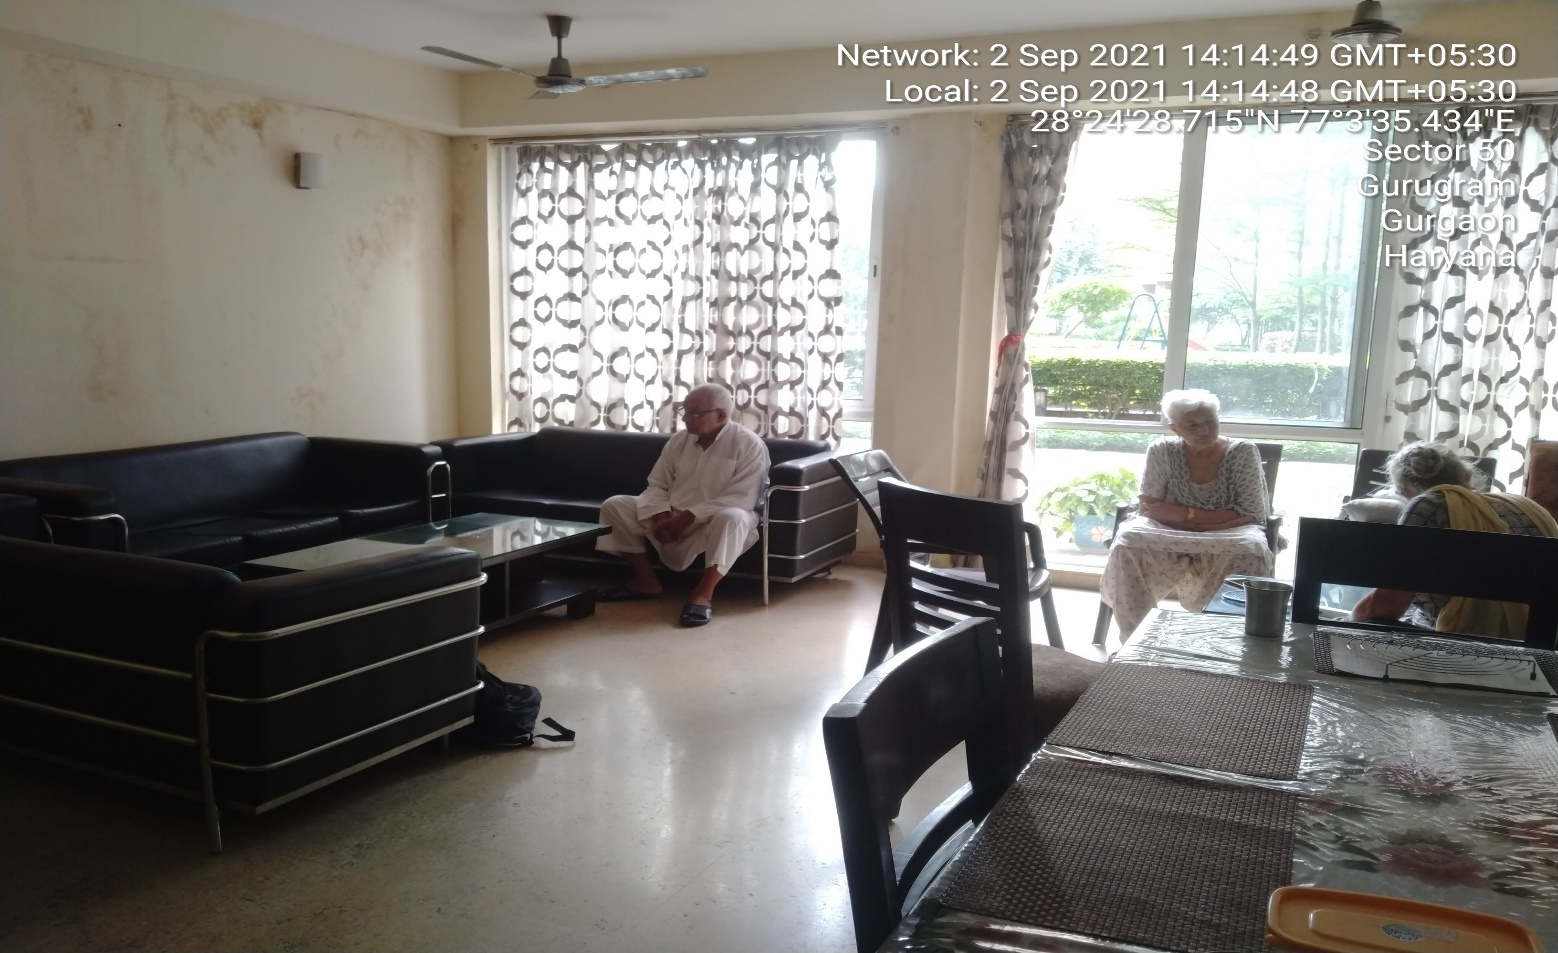 Network: 2 Sep 2021 14:14:49 GMT+05:30
Local: 2 Sep 2021 14:14:48 GMT+05:30
28°24'28.715"N 77°3'35.434"E
Sector 50
Gurugram
Gurgaon
Haryana